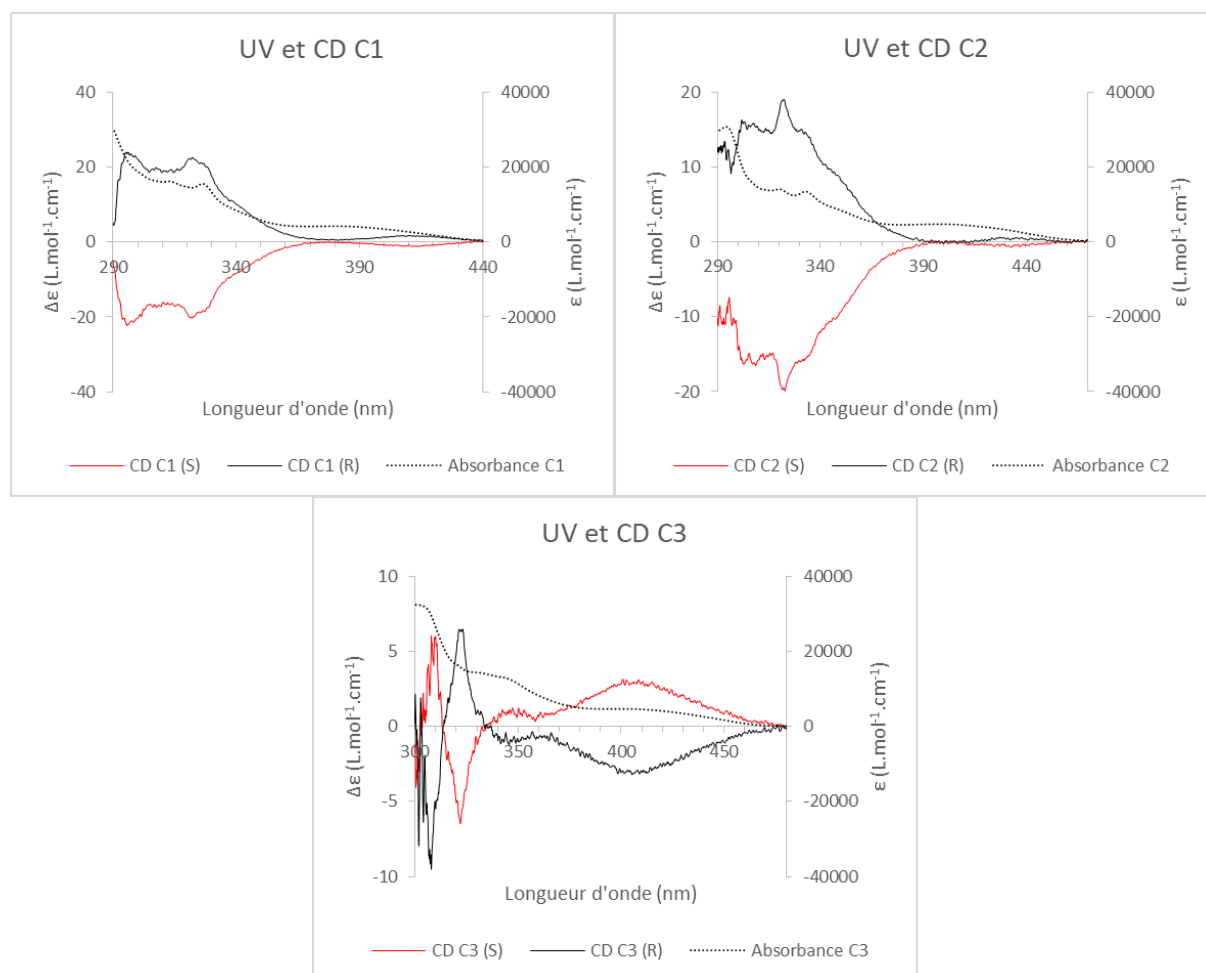 UV et CD C1
40
20
0
-20
-40
290
340
390
440
40000
20000
0
-20000
-40000
Δε (L.mol-1.cm-1)
ε (L.mol-1.cm-1)
Longueur d'onde (nm)
CD C1 (S) CD C1 (R) Absorbance C1
UV et CD C2
20
10
0
-10
-20
290
340
390
440
40000
20000
0
-20000
-40000
Δε (L.mol-1.cm-1)
ε (L.mol-1.cm-1)
Longueur d'onde (nm)
CD C2 (S) CD C2 (R) Absorbance C2
UV et CD C3
10
5
0
-5
-10
300
350
400
450
40000
20000
0
-20000
-40000
Δε (L.mol-1.cm-1)
ε (L.mol-1.cm-1)
Longueur d'onde (nm)
CD C3 (S) CD C3 (R) Absorbance C3